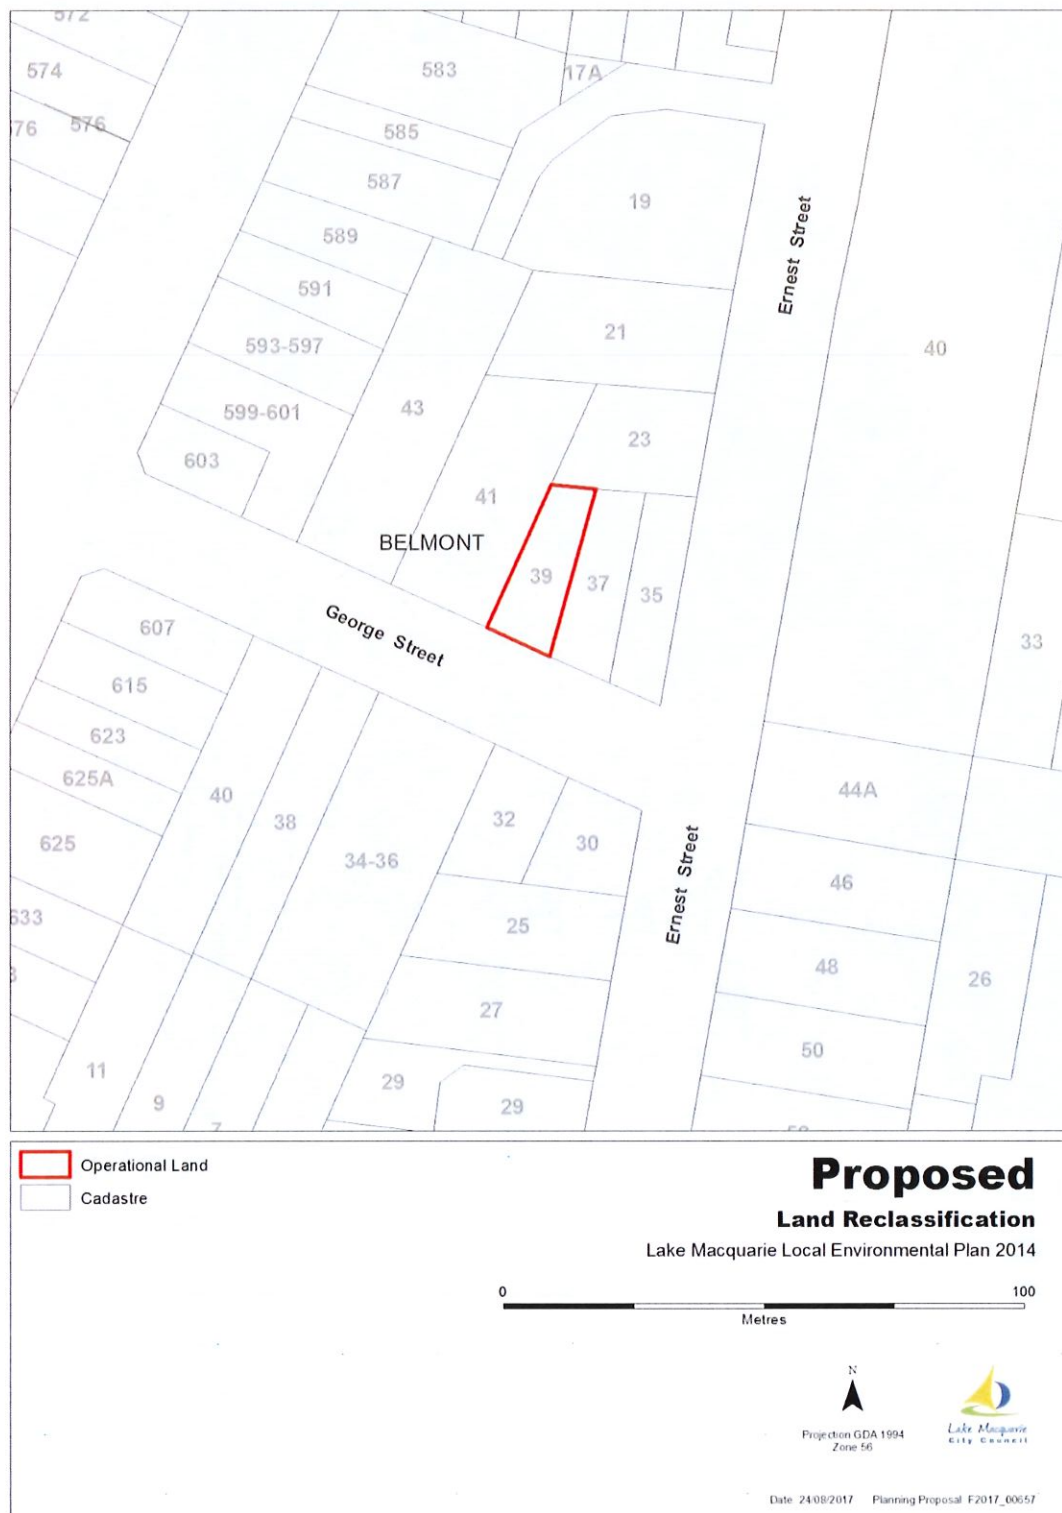 572
574
576
76
583
17A
585
587
19
589
Ernest Street
591
21
40
593-597
43
599-601
23
603
41
BELMONT
39
37
35
George Street
607
33
615
623
625A
40
44A
38
32
30
625
34-36
46
Ernest Street
633
25
48
26
27
50
11
29
9
29
7
Operational Land
Cadastre
Proposed
Land Reclassification
Lake Macquarie Local Environmental Plan 2014
0 100
Metres
N
Projection GDA 1994
Zone 56
Lake Macquarie
City Council
Date 24/08/2017 Planning Proposal F2017_00657